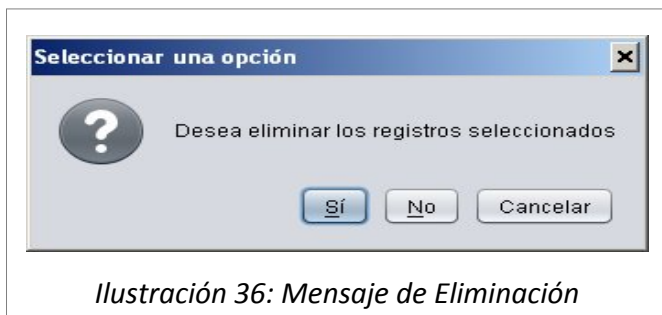 Seleccionar una opción
Desea eliminar los registros seleccionados
Sí No Cancelar
Ilustración 36: Mensaje de Eliminación